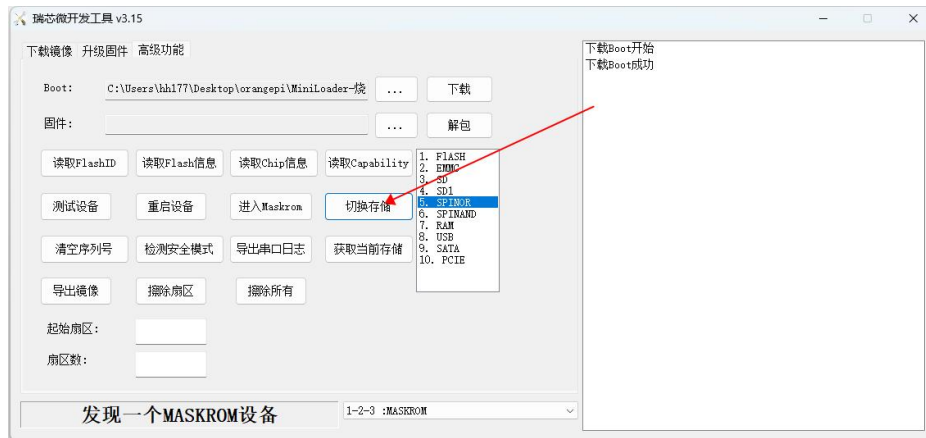 瑞芯微开发工具 v3.15
下载镜像 升级固件 高级功能
Boot: C:\Users\hh177\Desktop\orangepi\MiniLoader-烧 ... 下载
固件: ... 解包
读取FlashID 读取Flash信息 读取Chip信息 读取Capability
测试设备 重启设备 进入Maskrom 切换存储
清空序列号 检测安全模式 导出串口日志 获取当前存储
导出镜像 擦除扇区 擦除所有
起始扇区:
扇区数:
1. FlASH
2. EMMC
3. SD
4. SD1
5. SPINOR
6. SPINAND
7. RAM
8. USB
9. SATA
10. PCIE
发现一个MASKROM设备
1-2-3 :MASKROM
下载Boot开始
下载Boot成功